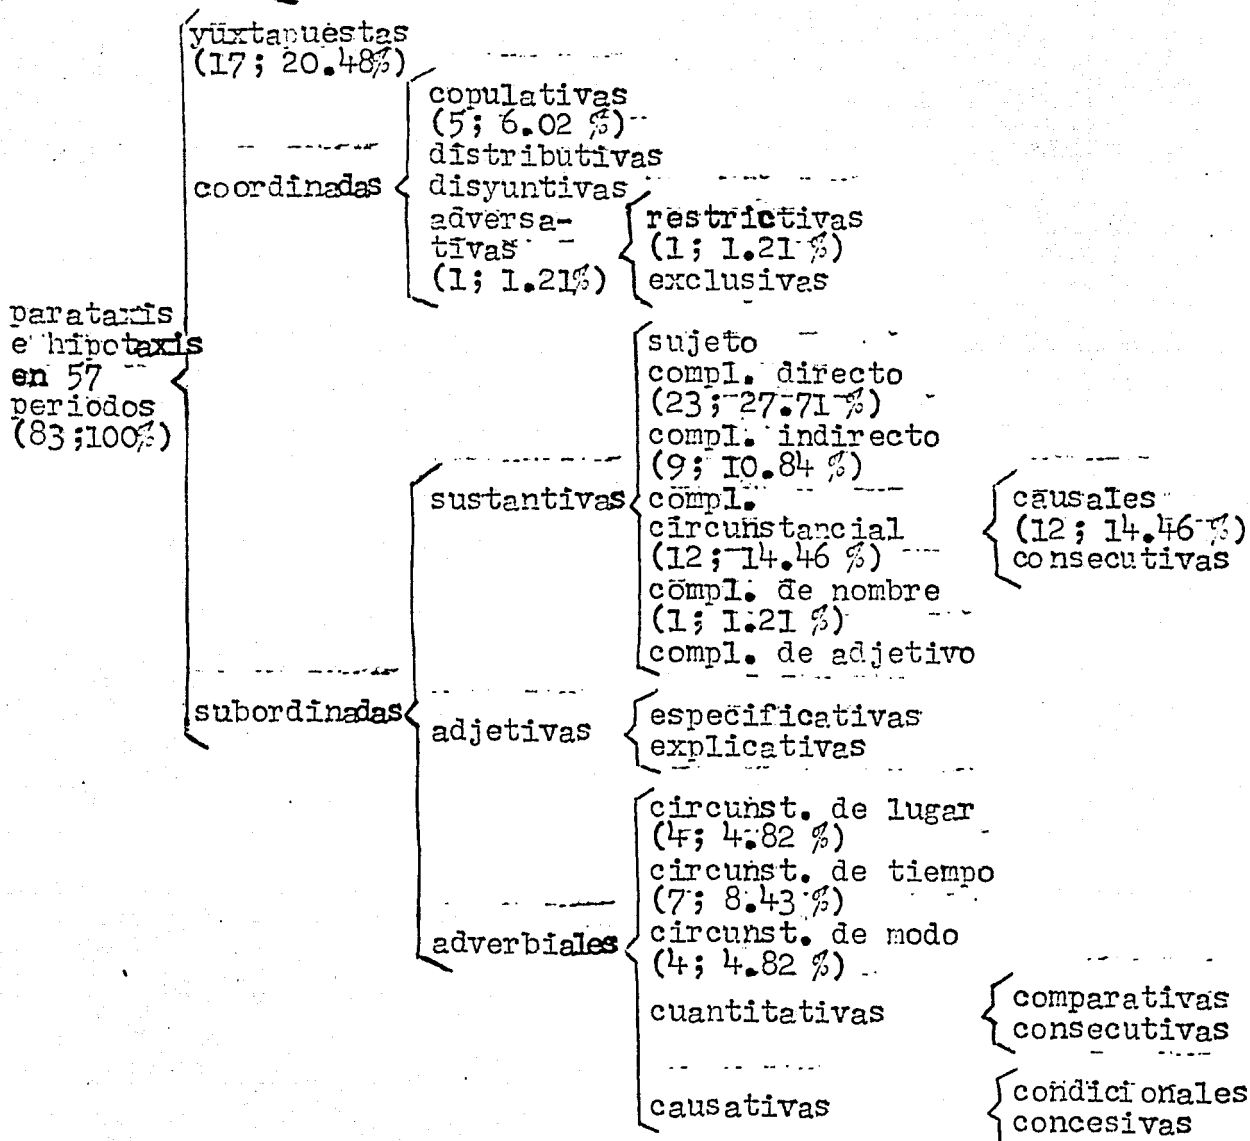 yuxtapuestas
(17; 20.48%)
coordinadas
copulativas
(5; 6.02 %)
distributivas
disyuntivas
adversa-
tivas
(1; 1.21%)
restrictivas
(1; 1.21 %)
exclusivas
parataxis
e hipotaxis
en 57
periodos
(83;100%)
subordinadas
sustantivas
sujeto
compl. directo
(23; 27.71 %)
compl. indirecto
(9; 10.84 %)
compl.
circunstancial
(12; 14.46 %)
causales
(12; 14.46 %)
consecutivas
compl. de nombre
(1; 1.21 %)
compl. de adjetivo
adjetivas
especificativas
explicativas
adverbiales
circunst. de lugar
(4; 4.82 %)
circunst. de tiempo
(7; 8.43 %)
circunst. de modo
(4; 4.82 %)
cuantitativas
comparativas
consecutivas
causativas
condicionales
concesivas